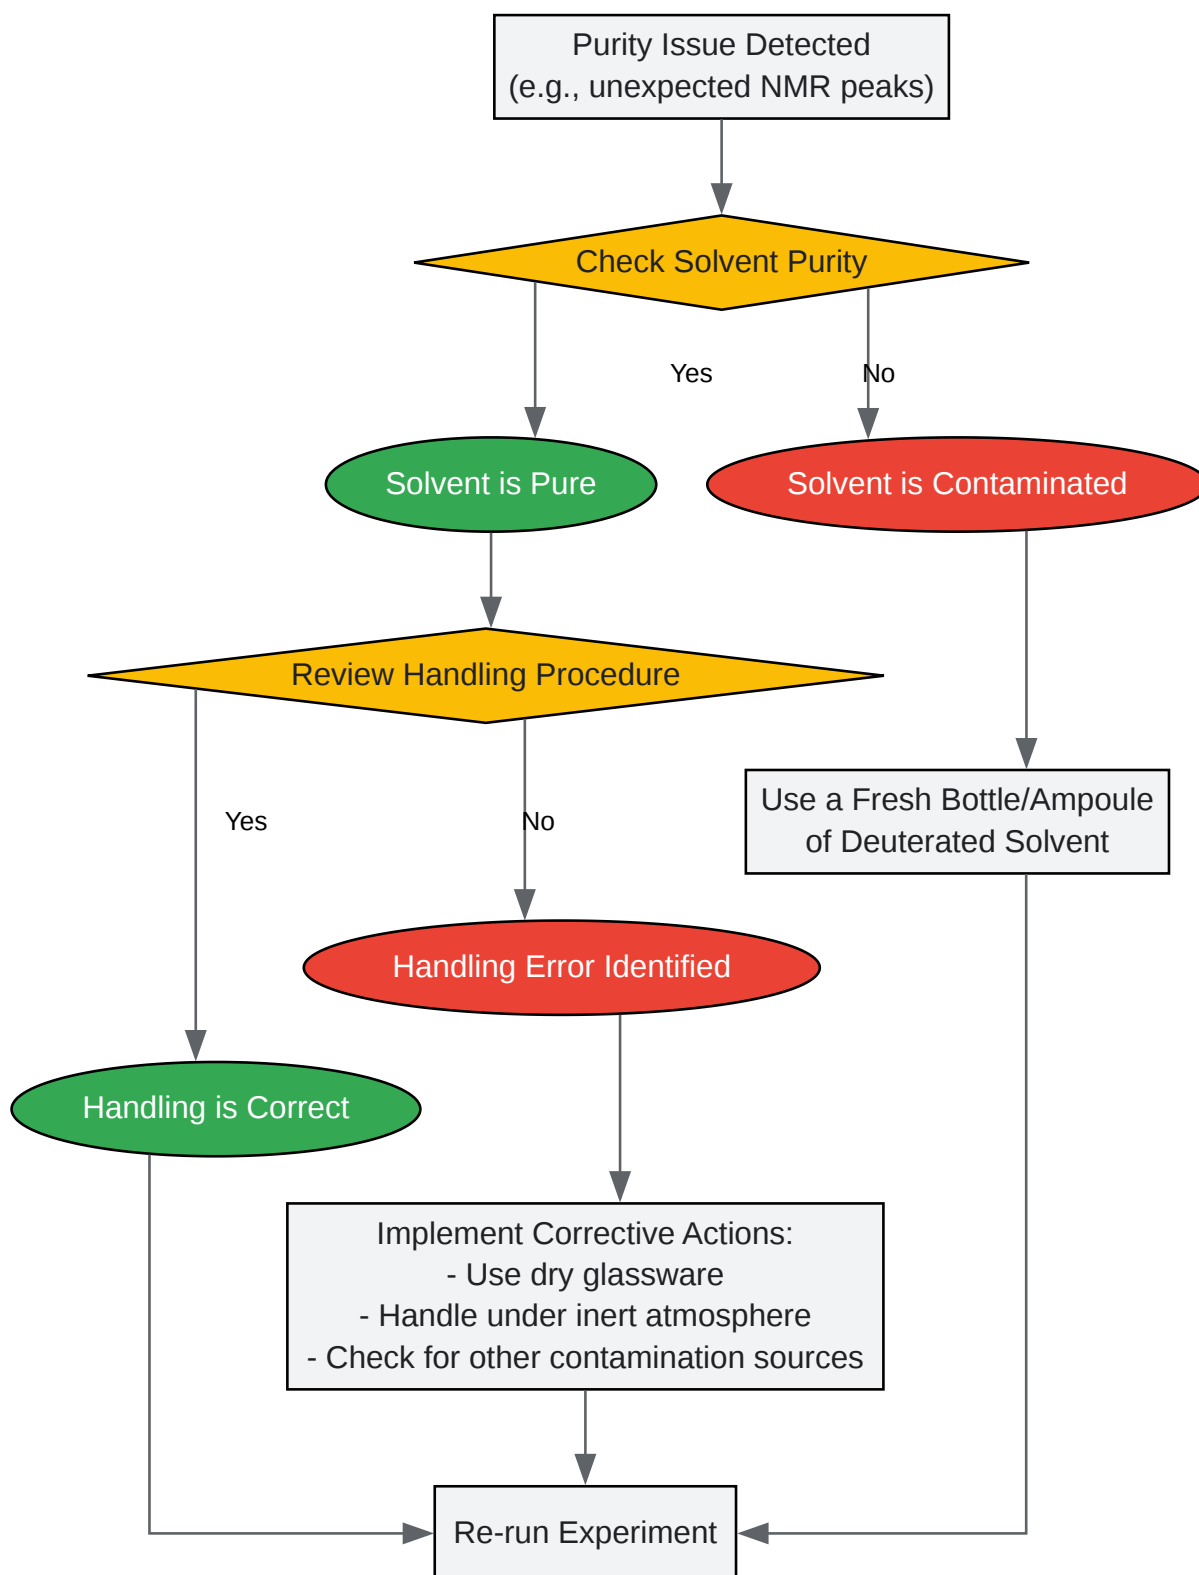 Purity Issue Detected
(e.g., unexpected NMR peaks)
Check Solvent Purity
Yes
No
Solvent is Pure
Solvent is Contaminated
Review Handling Procedure
Use a Fresh Bottle/Ampoule
of Deuterated Solvent
Yes
No
Handling Error Identified
Handling is Correct
Implement Corrective Actions:
- Use dry glassware
- Handle under inert atmosphere
- Check for other contamination sources
Re-run Experiment